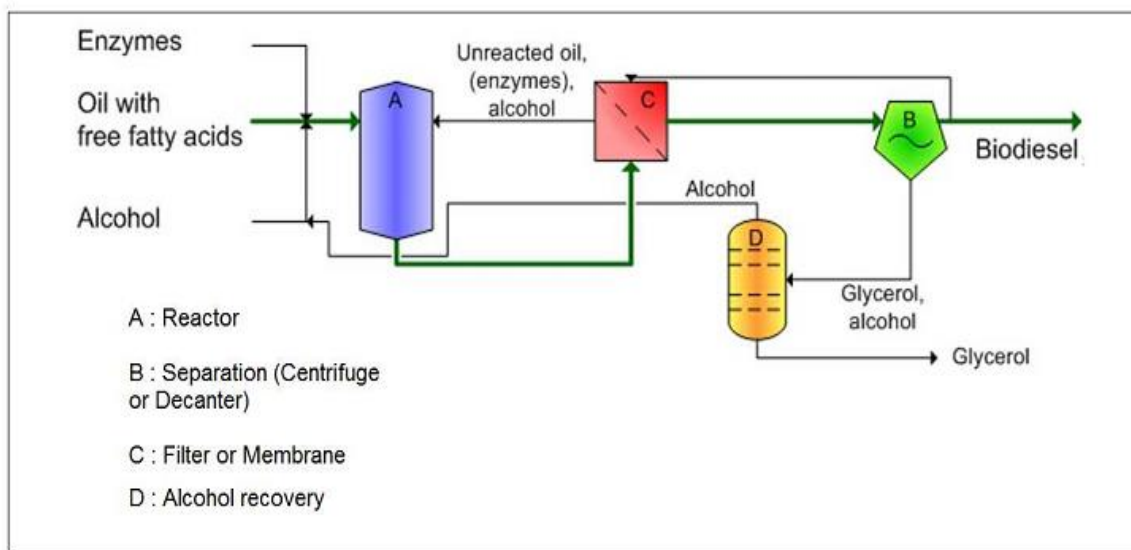 Enzymes
Oil with
free fatty acids
Alcohol
Unreacted oil,
(enzymes),
alcohol
A
C
B
Biodiesel
Alcohol
D
Glycerol,
alcohol
Glycerol
A : Reactor
B : Separation (Centrifuge
or Decanter)
C : Filter or Membrane
D : Alcohol recovery